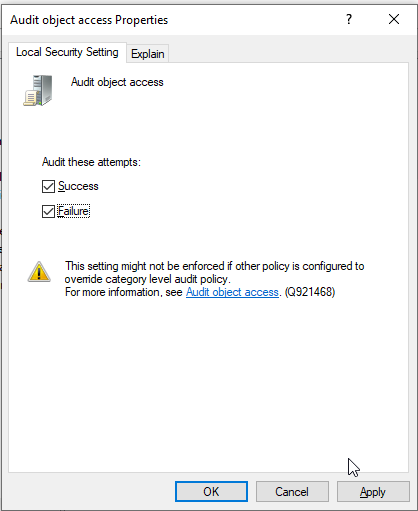 Audit object access Properties
?
Local Security Setting
Explain
Audit object access
Audit these attempts:
Success
Failure
This setting might not be enforced if other policy is configured to
override category level audit policy.
For more information, see Audit object access. (Q921468)
OK
Cancel
Apply